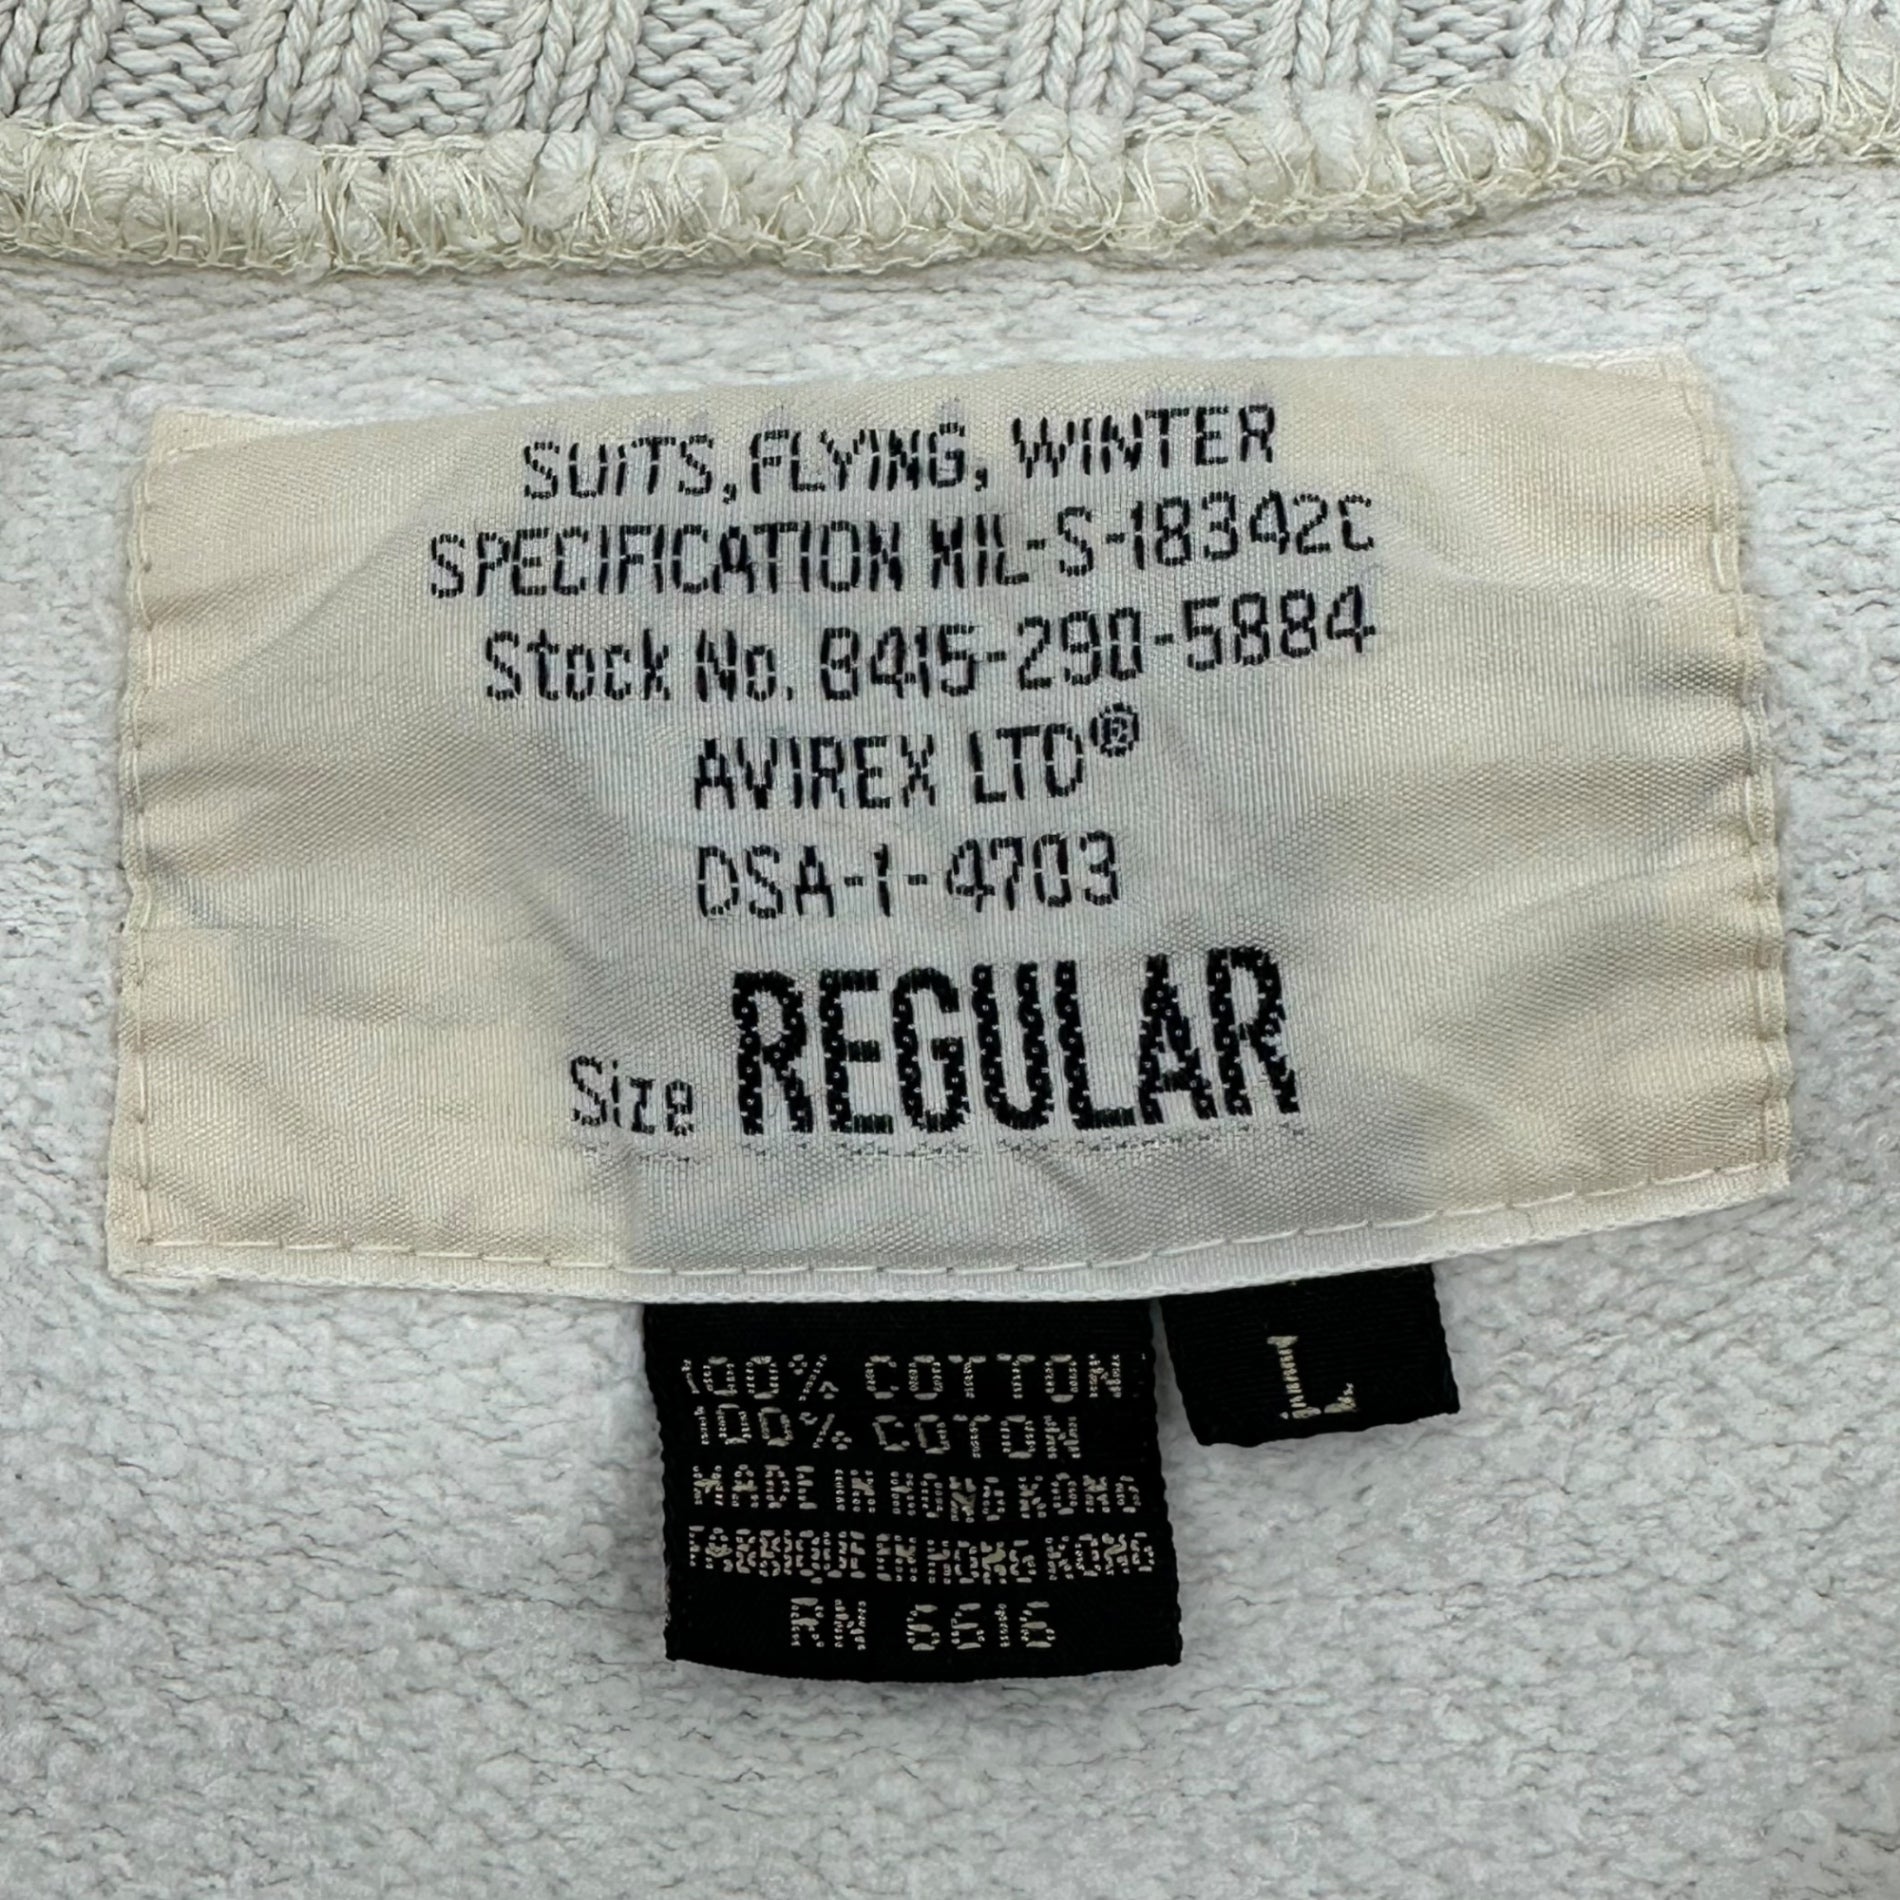 SUITS, FLYING, WINTER
SPECIFICATION MIL-S-18342C
Stock No. 8415-290-5884
AVIREX LTD®
DSA-1-4703
Size REGULAR
100% COTTON
100% COTON
MADE IN HONG KONG
FABRIQUE IN HONG KONG
RN 6616
L